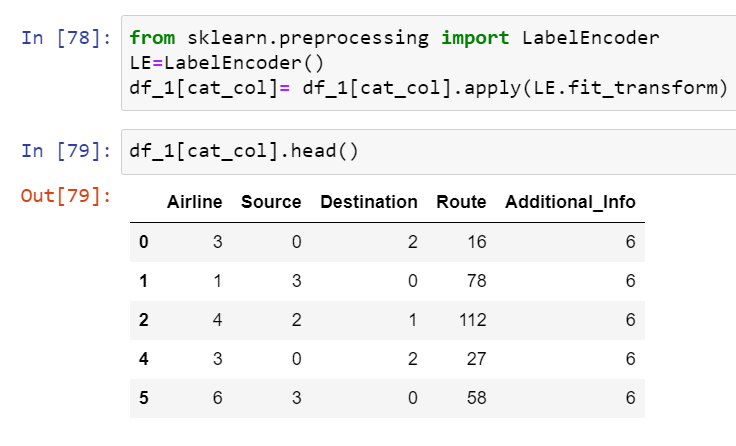 In [78]: from sklearn.preprocessing import LabelEncoder
LE=LabelEncoder()
df_1[cat_col]= df_1[cat_col].apply(LE.fit_transform)
In [79]: df_1[cat_col].head()
Out[79]:
Airline Source Destination Route Additional_Info
0 3 0 2 16 6
1 1 3 0 78 6
2 4 2 1 112 6
4 3 0 2 27 6
5 6 3 0 58 6